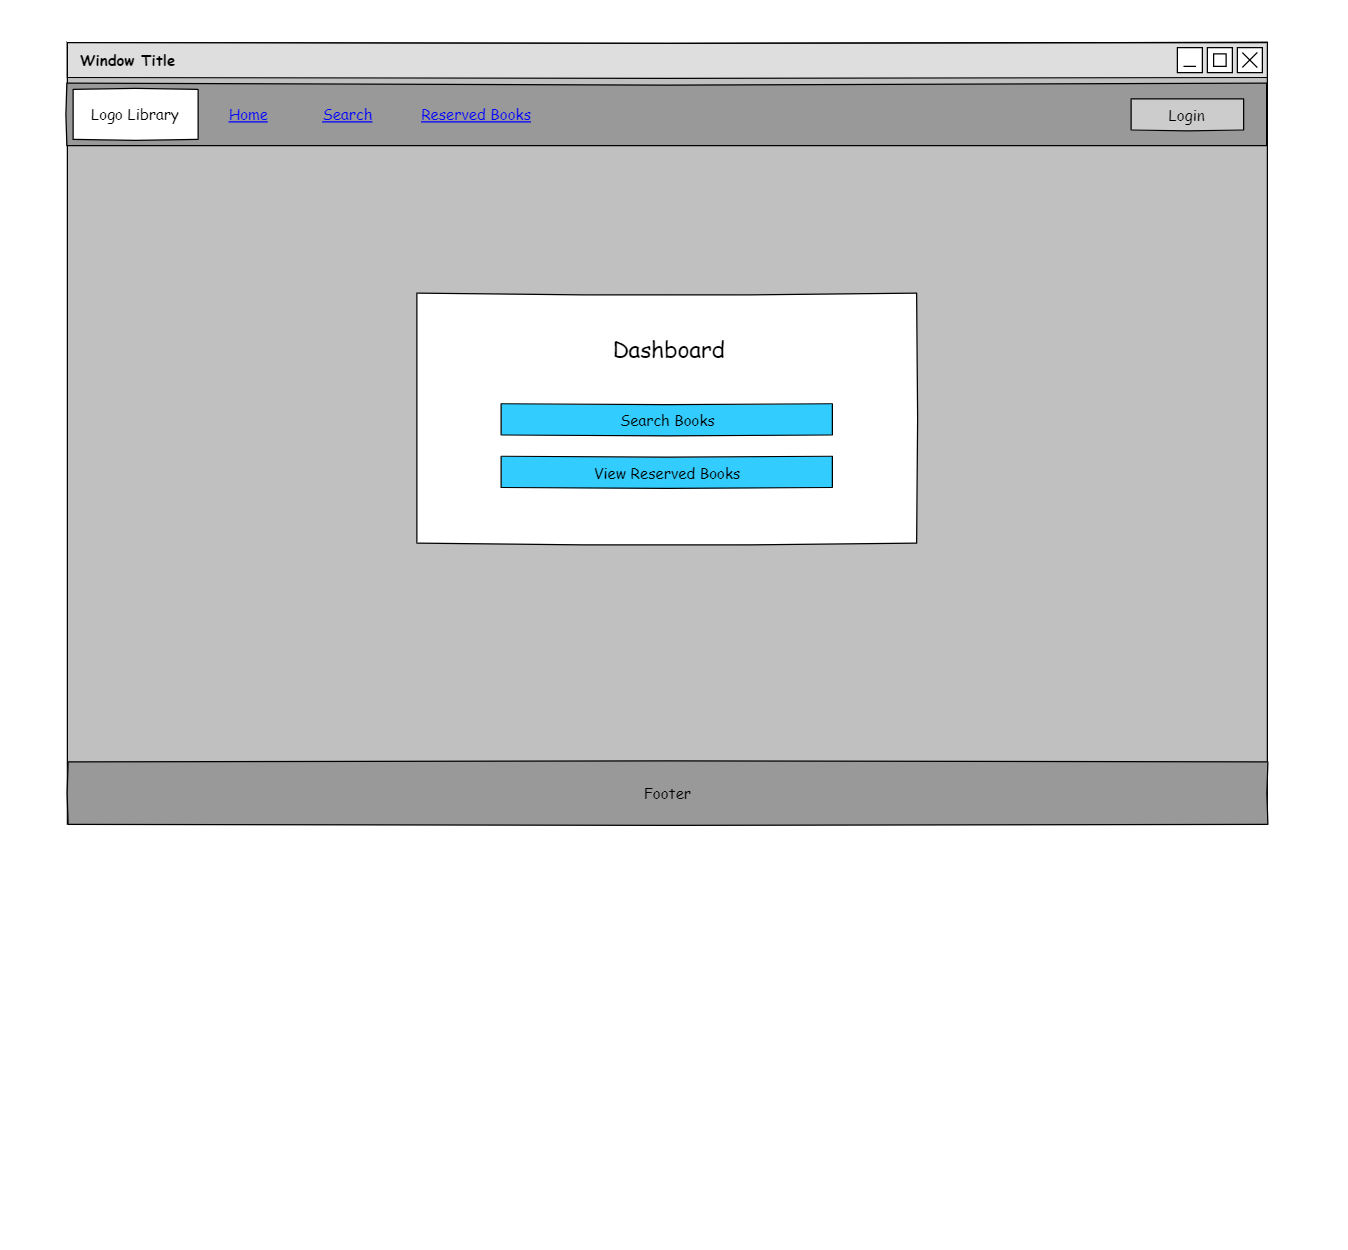 Window Title
Logo Library
Home
Search
Reserved Books
Login
Dashboard
Search Books
View Reserved Books
Footer